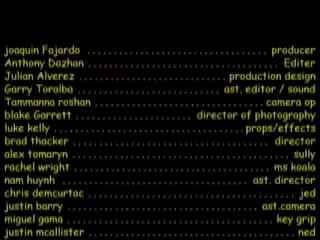 joaquin Fajardo .................................... producer
Anthony Dazhan ................................. Editer
Julian Alverez ............................ production design
Garry Toralba ........................... ast. editor / sound
Tammanna roshan .................................. camera op
blake Garrett ....................... director of photography
luke kelly .................................... props/effects
brad thacker ........................................ director
alex tomaryn ........................................... sully
rachel wright ....................................... ms koala
nam huynh ...................................... ast. director
chris demcurtac .......................................... jed
justin barry ...................................... ast.camera
miguel gama ......................................... key grip
justin mcallister ........................................ ned